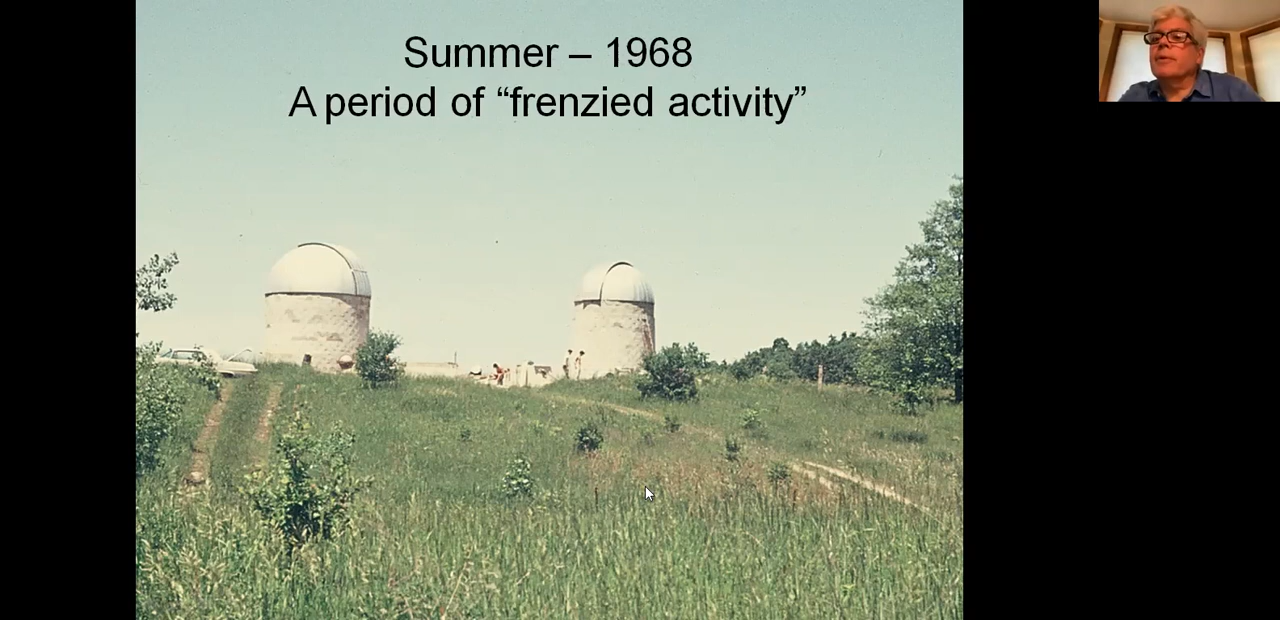 Summer – 1968
A period of “frenzied activity”